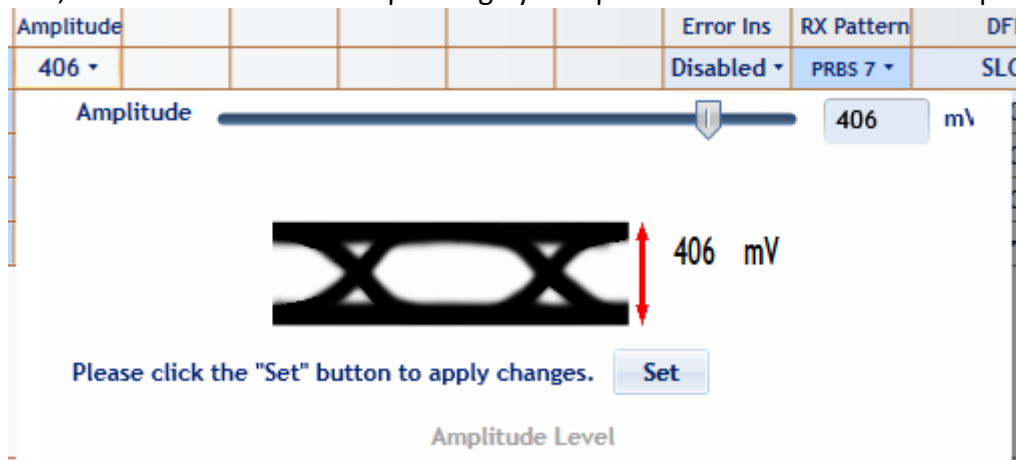 Amplitude Error Ins RX Pattern
406 Disabled PRBS 7
Amplitude 406
406 mV
Please click the "Set" button to apply changes. Set
Amplitude Level